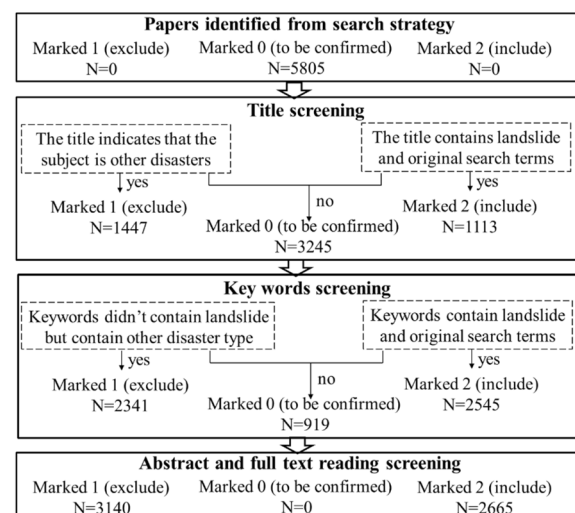 Papers identified from search strategy
Marked 1 (exclude) Marked 0 (to be confirmed) Marked 2 (include)
N=0 N=5805 N=0
Title screening
The title indicates that the
subject is other disasters
The title contains landslide
and original search terms
yes
yes
no
Marked 1 (exclude)
N=1447
Marked 0 (to be confirmed)
N=3245
Marked 2 (include)
N=1113
Key words screening
Keywords didn't contain landslide
but contain other disaster type
Keywords contain landslide
and original search terms
yes
yes
no
Marked 1 (exclude)
N=2341
Marked 0 (to be confirmed)
N=919
Marked 2 (include)
N=2545
Abstract and full text reading screening
Marked 1 (exclude) Marked 0 (to be confirmed) Marked 2 (include)
N=3140 N=0 N=2665